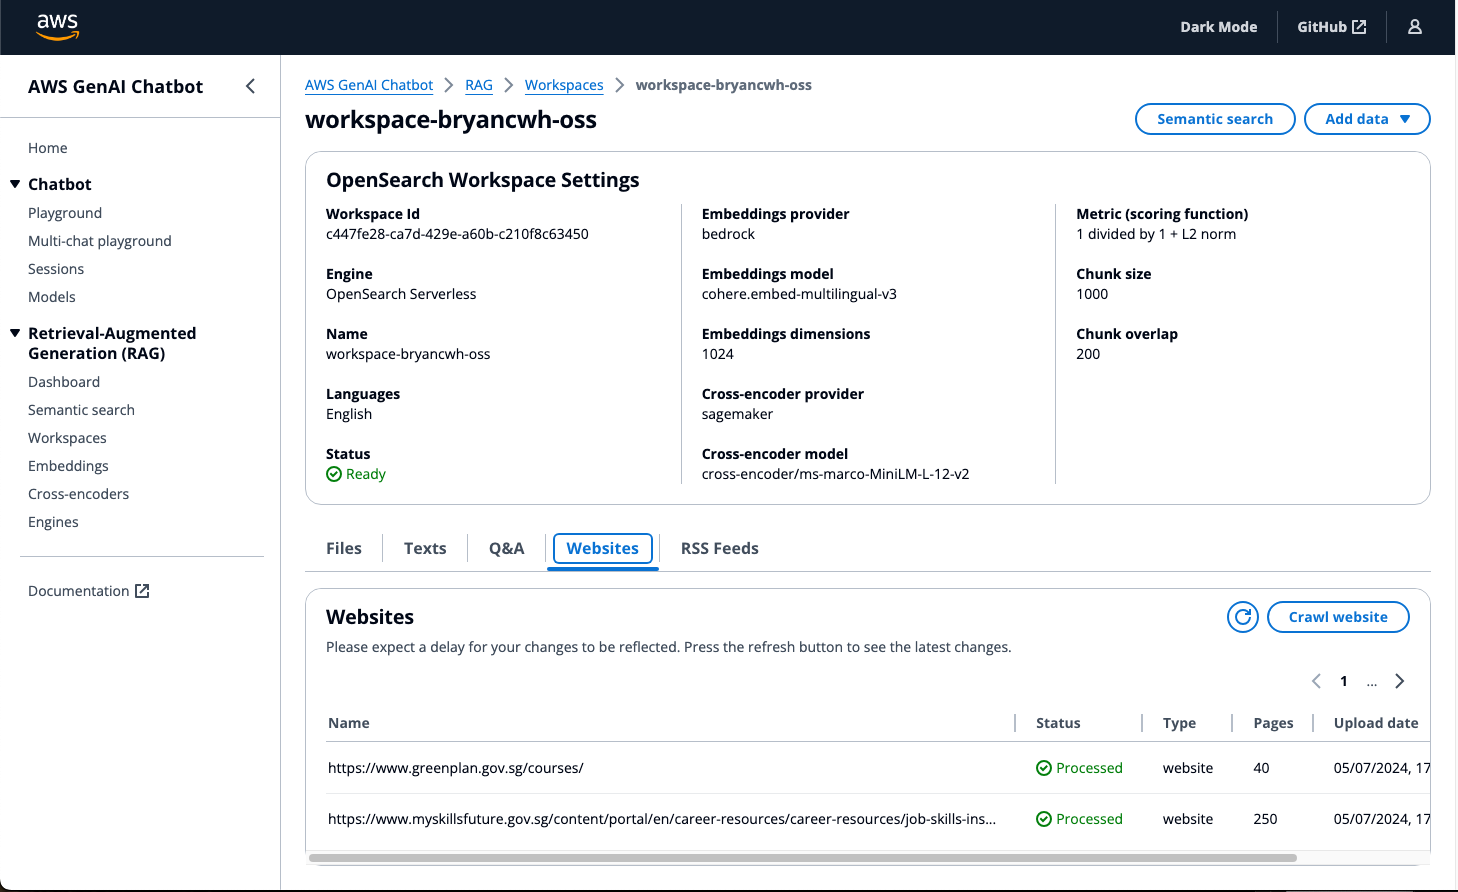 aws
Dark Mode
GitHub
AWS GenAI Chatbot
Home
Chatbot
Playground
Multi-chat playground
Sessions
Models
Retrieval-Augmented
Generation (RAG)
Dashboard
Semantic search
Workspaces
Embeddings
Cross-encoders
Engines
Documentation
AWS GenAI Chatbot > RAG > Workspaces > workspace-bryancwh-oss
workspace-bryancwh-oss
Semantic search
Add data
OpenSearch Workspace Settings
Workspace Id
c447fe28-ca7d-429e-a60b-c210f8c63450
Engine
OpenSearch Serverless
Name
workspace-bryancwh-oss
Languages
English
Status
Ready
Embeddings provider
bedrock
Embeddings model
cohere.embed-multilingual-v3
Embeddings dimensions
1024
Cross-encoder provider
sagemaker
Cross-encoder model
cross-encoder/ms-marco-MiniLM-L-12-v2
Metric (scoring function)
1 divided by 1 + L2 norm
Chunk size
1000
Chunk overlap
200
Files
Texts
Q&A
Websites
RSS Feeds
Websites
Crawl website
Please expect a delay for your changes to be reflected. Press the refresh button to see the latest changes.
1 ...
Name Status Type Pages Upload date
https://www.greenplan.gov.sg/courses/ Processed website 40 05/07/2024, 17
https://www.myskillsfuture.gov.sg/content/portal/en/career-resources/career-resources/job-skills-ins... Processed website 250 05/07/2024, 17